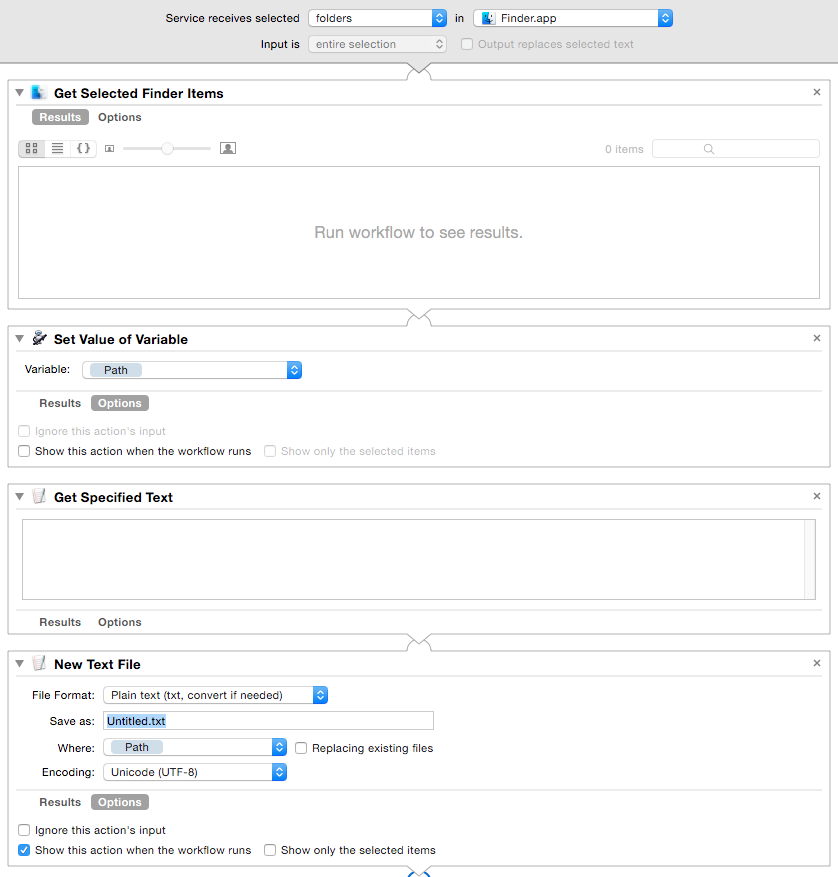 Service receives selected folders in Finder.app
Input is entire selection Output replaces selected text
Get Selected Finder Items
Results Options
0 items
Run workflow to see results.
Set Value of Variable
Variable: Path
Results Options
Ignore this action's input
Show this action when the workflow runs Show only the selected items
Get Specified Text
Results Options
New Text File
File Format: Plain text (txt, convert if needed)
Save as: Untitled.txt
Where: Path Replacing existing files
Encoding: Unicode (UTF-8)
Results Options
Ignore this action's input
Show this action when the workflow runs Show only the selected items